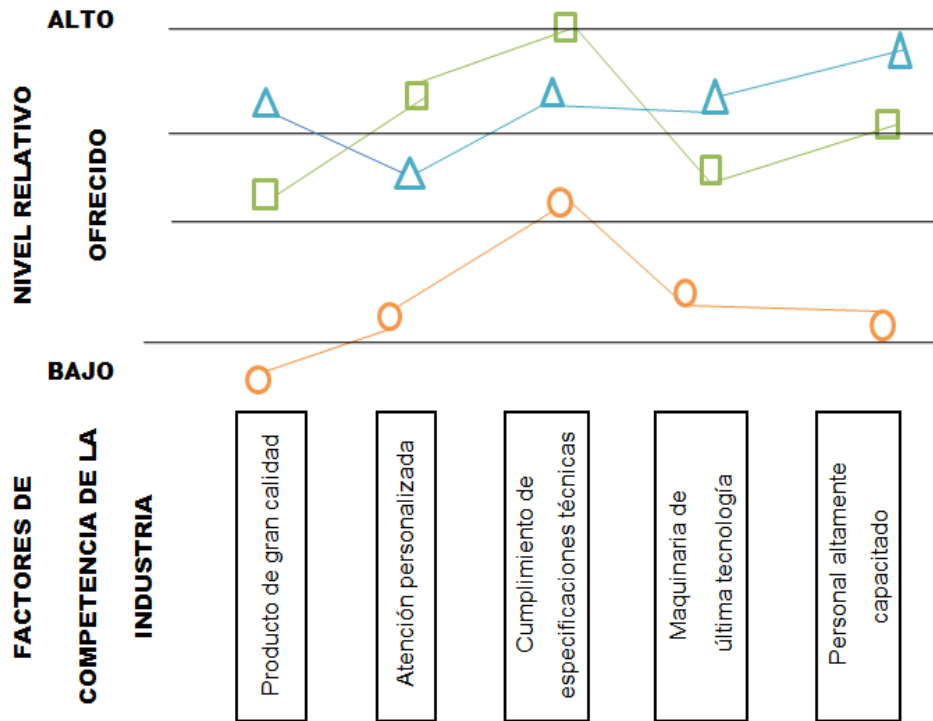 ALTO
NIVEL RELATIVO
OFRECIDO
BAJO
FACTORES DE
COMPETENCIA DE LA
INDUSTRIA
Producto de gran calidad
Atención personalizada
Cumplimiento de
especificaciones técnicas
Maquinaria de
última tecnología
Personal altamente
capacitado